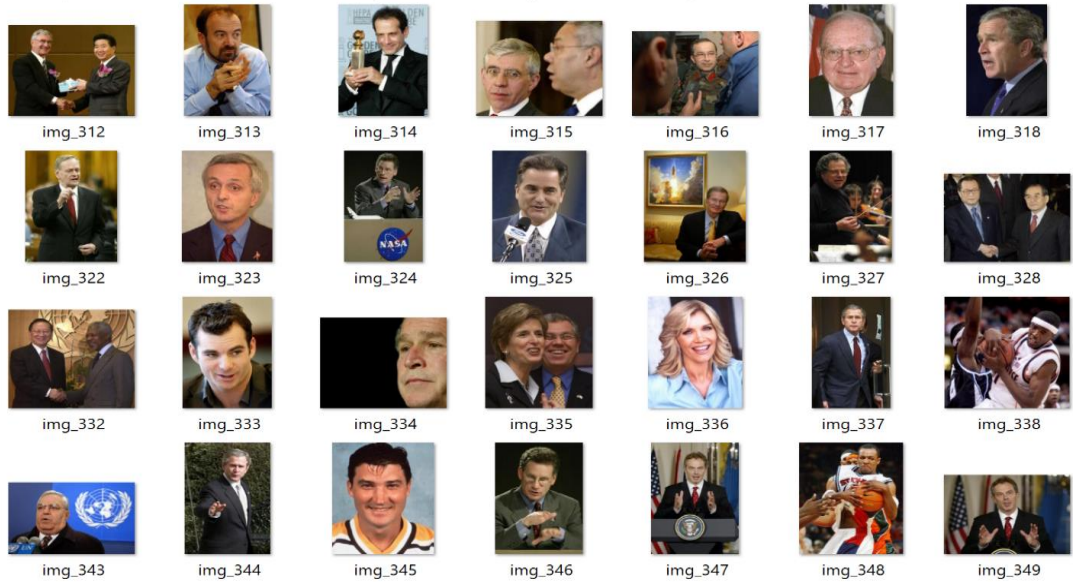 img_312 img_313 img_314 img_315 img_316 img_317 img_318
NASA
img_322 img_323 img_324 img_325 img_326 img_327 img_328
img_332 img_333 img_334 img_335 img_336 img_337 img_338
img_343 img_344 img_345 img_346 img_347 img_348 img_349